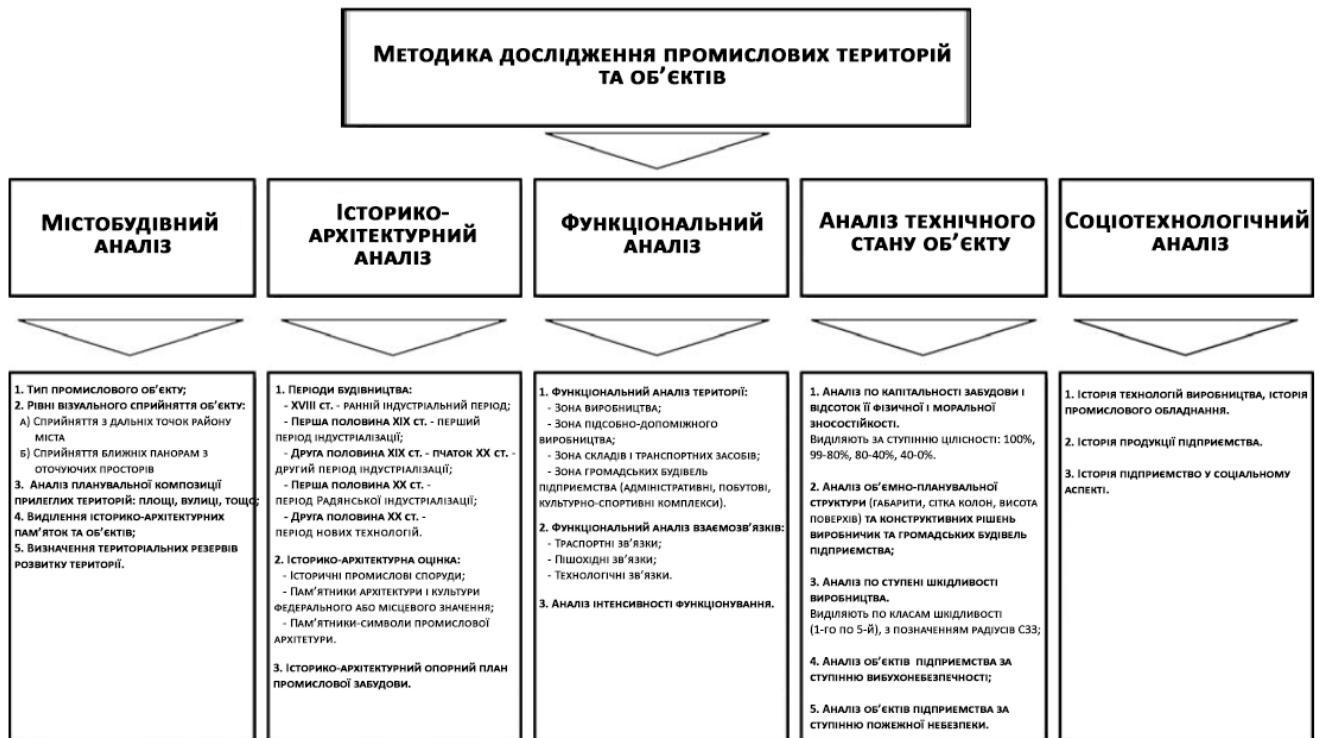 Методика дослідження промислових територій
та об’єктів
Містобудівний
аналіз
Історико-
архітектурний
аналіз
Функціональний
аналіз
Аналіз технічного
стану об’єкту
Соціотехнологічний
аналіз
1. Тип промислового об’єкту;
2. Рівні візуального сприйняття об’єкту:
а) Сприйняття з дальніх точок району
міста
б) Сприйняття ближніх панорам з
оточуючих просторів
3. Аналіз планувальної композиції
прилеглих територій: площі, вулиці, тощо;
4. Виділення історико-архітектурних
пам’яток та об’єктів;
5. Визначення територіальних резервів
розвитку території.
1. Періоди будівництва:
- XVIII ст. - ранній індустріальний період;
- Перша половина XIX ст. - перший
період індустріалізації;
- Друга половина XIX ст. - пчаток XX ст. -
другий період індустріалізації;
- Перша половина XX ст. -
період Радянської індустріалізації;
- Друга половина XX ст. -
період нових технологій.
2. Історико-архітектурна оцінка:
- Історичні промислові споруди;
- Пам’ятники архітектури і культури
федерального або місцевого значення;
- Пам’ятники-символи промислової
архітетури.
3. Історико-архітектурний опорний план
промислової забудови.
1. Функціональний аналіз території:
- Зона виробництва;
- Зона підсобно-допоміжного
виробництва;
- Зона складів і транспортних засобів;
- Зона громадських будівель
підприємства (адміністративні, побутові,
культурно-спортивні комплекси).
2. Функціональний аналіз взаємозв’язків:
- Траспортні зв’язки;
- Пішохідні зв’язки;
- Технологічні зв’язки.
3. Аналіз інтенсивності функціонування.
1. Аналіз по капітальності забудови і
відсоток її фізичної і моральної
зносостійкості.
Виділяють за ступінню цілісності: 100%,
99-80%, 80-40%, 40-0%.
2. Аналіз об’ємно-планувальної
структури (габарити, сітка колон, висота
поверхів) та конструктивних рішень
виробничик та громадських будівель
підприємства;
3. Аналіз по ступені шкідливості
виробництва.
Виділяють по класам шкідливості
(1-го по 5-й), з позначенням радіусів СЗЗ;
4. Аналіз об’єктів підприемства за
ступінню вибухонебезпечності;
5. Аналіз об’єктів підприемства за
ступінню пожежної небезпеки.
1. Історія технологій виробництва, історія
промислового обладнання.
2. Історія продукції підприємства.
3. Історія підприємство у соціальному
аспекті.